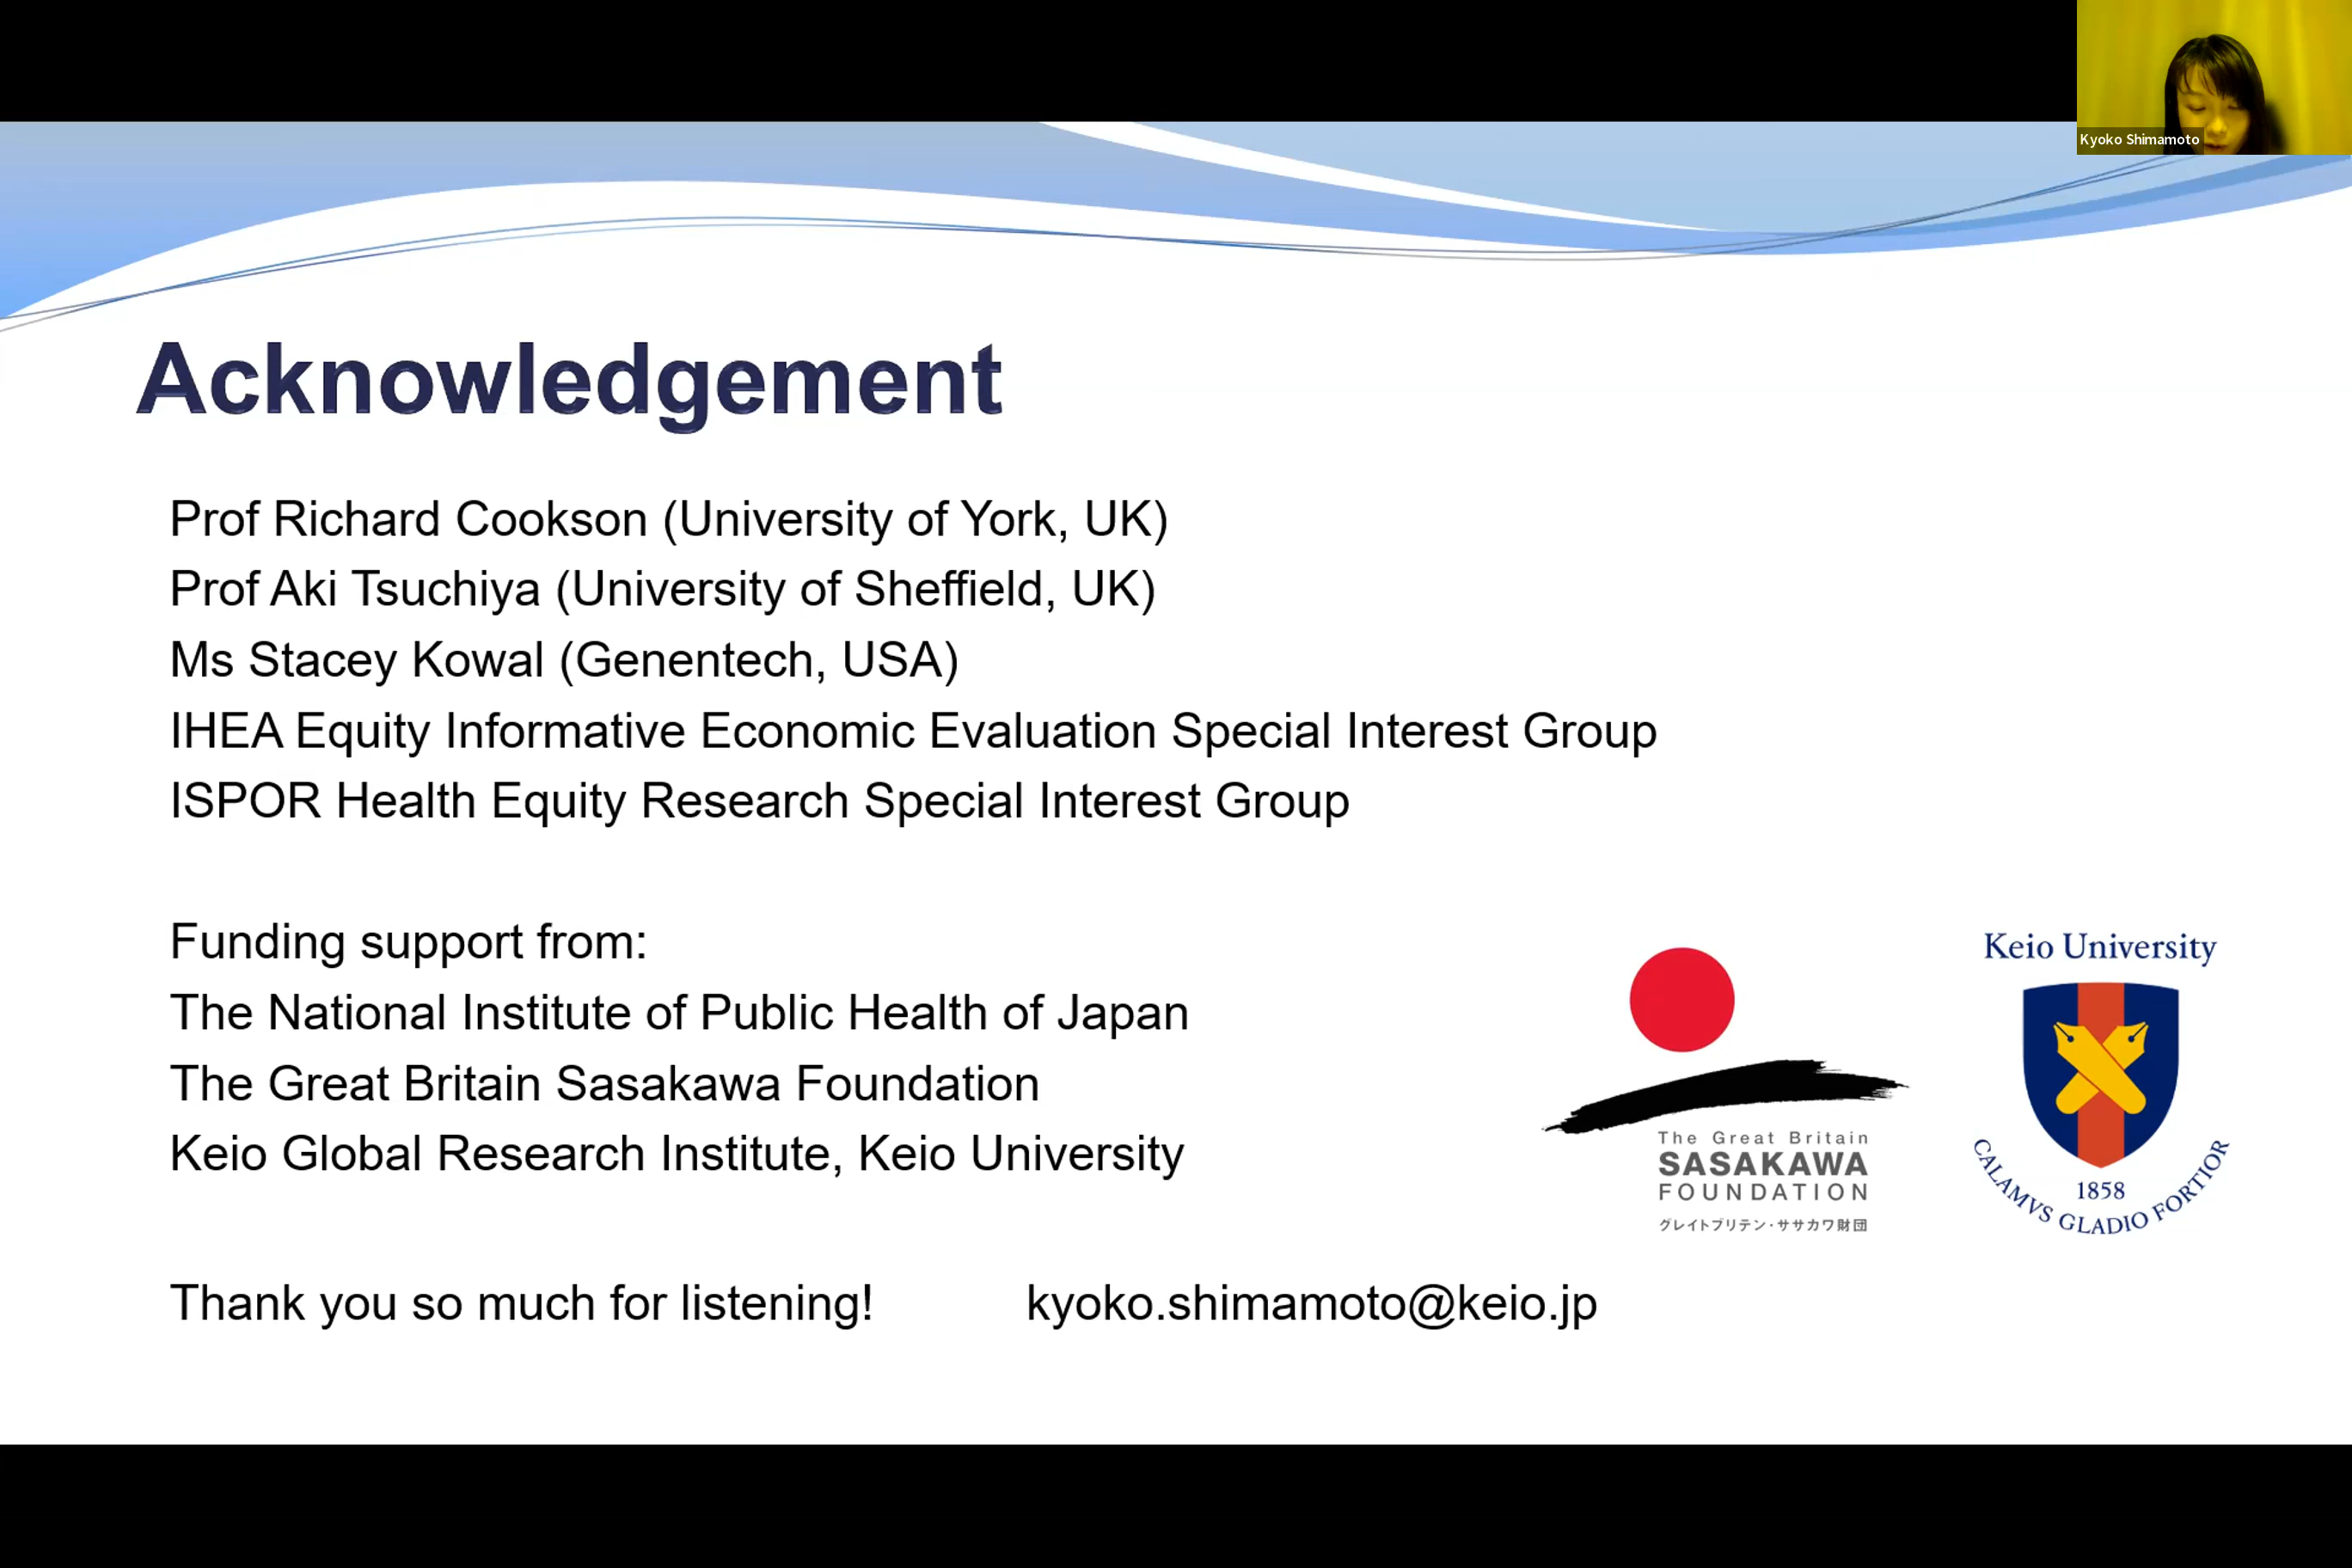 Kyoko Shimamoto
Acknowledgement
Prof Richard Cookson (University of York, UK)
Prof Aki Tsuchiya (University of Sheffield, UK)
Ms Stacey Kowal (Genentech, USA)
IHEA Equity Informative Economic Evaluation Special Interest Group
ISPOR Health Equity Research Special Interest Group
Funding support from:
The National Institute of Public Health of Japan
The Great Britain Sasakawa Foundation
Keio Global Research Institute, Keio University
The Great Britain
SASAKAWA
FOUNDATION
グレイトブリテン・ササカワ財団
Keio University
1858
CALAMVS GLADIO FORTIOR
Thank you so much for listening! kyoko.shimamoto@keio.jp